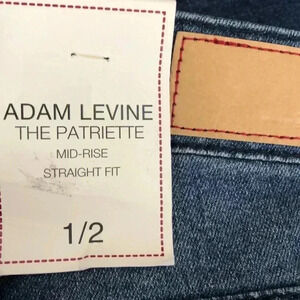 ADAM LEVINE
THE PATRIETTE
MID-RISE
STRAIGHT FIT
1/2